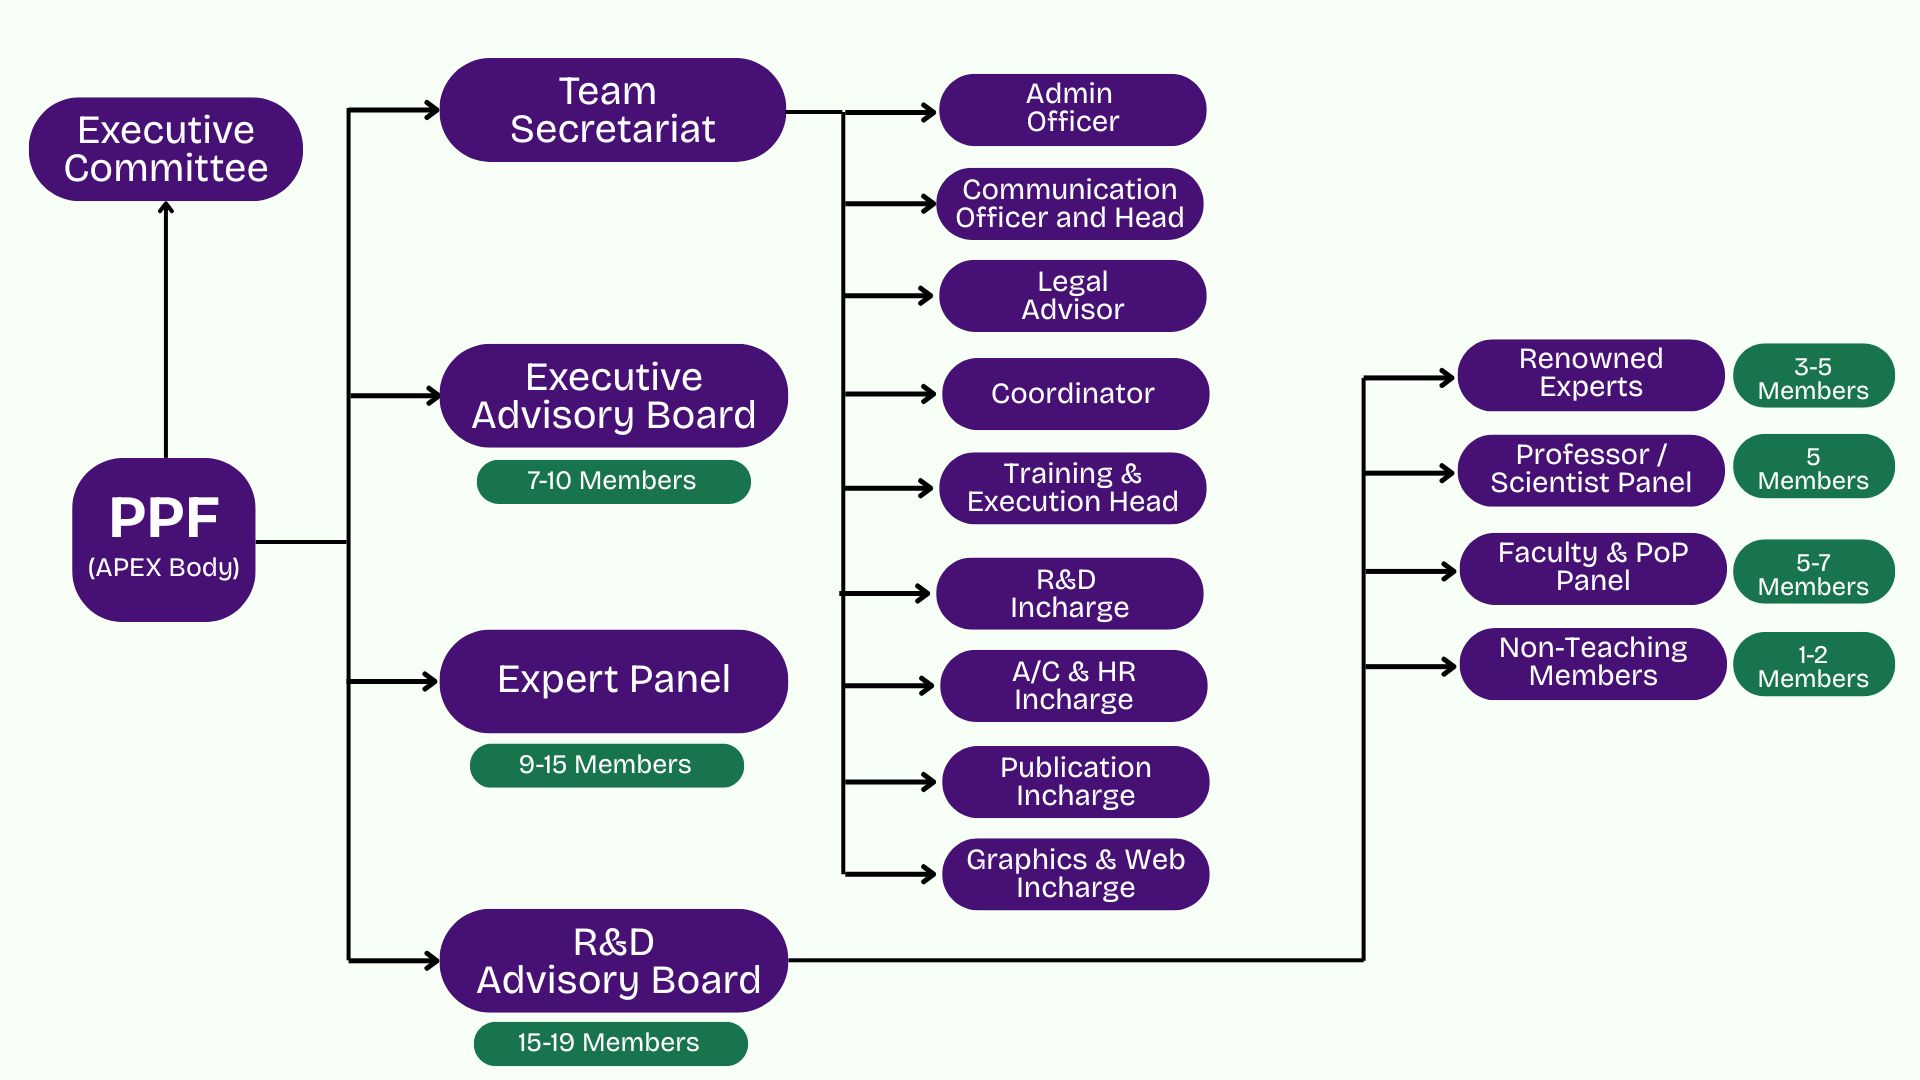 Executive
Committee
PPF
(APEX Body)
Team
Secretariat
Executive
Advisory Board
7-10 Members
Expert Panel
9-15 Members
R&D
Advisory Board
15-19 Members
Admin
Officer
Communication
Officer and Head
Legal
Advisor
Coordinator
Training &
Execution Head
R&D
Incharge
A/C & HR
Incharge
Publication
Incharge
Graphics & Web
Incharge
Renowned
Experts
3-5
Members
Professor /
Scientist Panel
5
Members
Faculty & PoP
Panel
5-7
Members
Non-Teaching
Members
1-2
Members